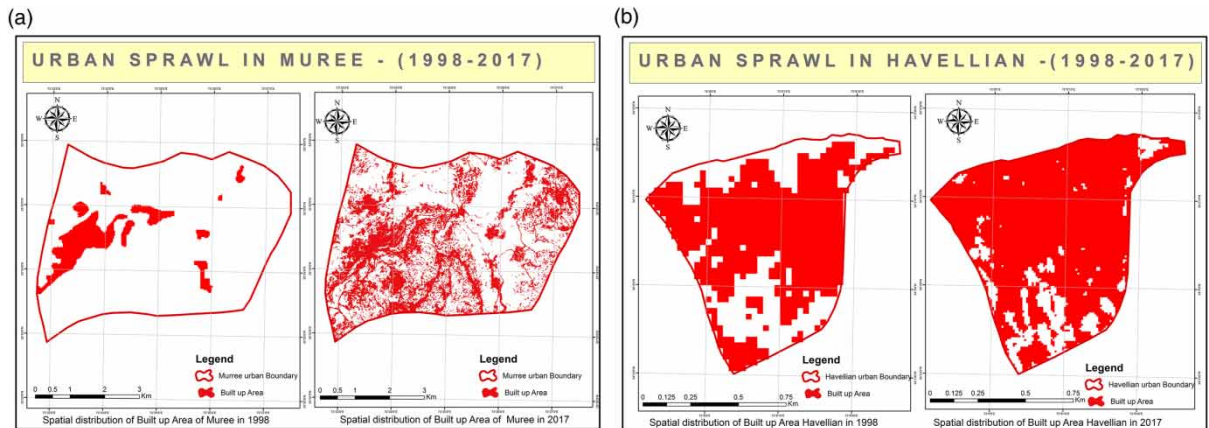 (a)
URBAN SPRAWL IN MUREE - (1998-2017)
N
W E
S
Legend
Murree urban Boundary
Built up Area
0 0.5 1 2 3
Km
Spatial distribution of Built up Area of Muree in 1998
N
W E
S
Legend
Murree urban Boundary
Built up Area
0.5 1 2 3
Km
Spatial distribution of Built up Area of Muree in 2017
(b)
URBAN SPRAWL IN HAVELLIAN -(1998-2017)
N
W E
S
Legend
Havellian urban Boundary
Built up Area
0 0.125 0.25 0.5 0.75
Km
Spatial distribution of Built up Area Havellian in 1998
N
W E
S
Legend
Havellian urban Boundary
Built up Area
0 0.125 0.25 0.5 0.75
Km
Spatial distribution of Built up Area Havellian in 2017